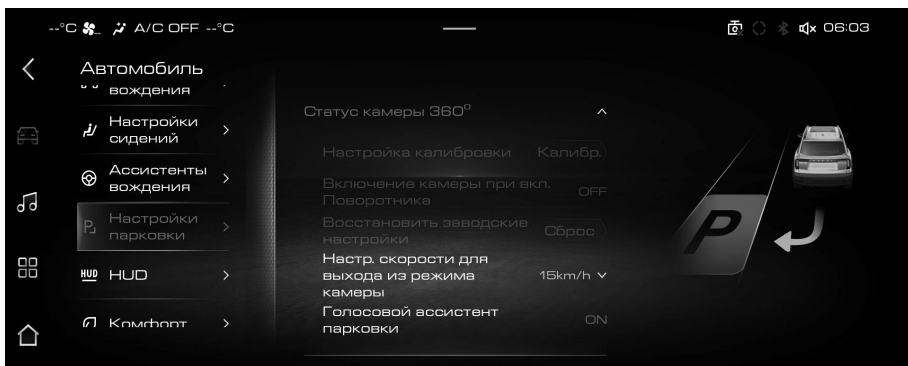 --°C A/C OFF --°C
06:03
Автомобиль
вождения
Настройки
сидений
Ассистенты
вождения
Настройки
парковки
HUD HUD
Комфорт
Статус камеры 360°
Настройка калибровки Калибр.
Включение камеры при вкл.
Поворотника
OFF
Восстановить заводские
настройки
Сброс
Настр. скорости для
выхода из режима
камеры
15km/h
Голосовой ассистент
парковки
ON
P